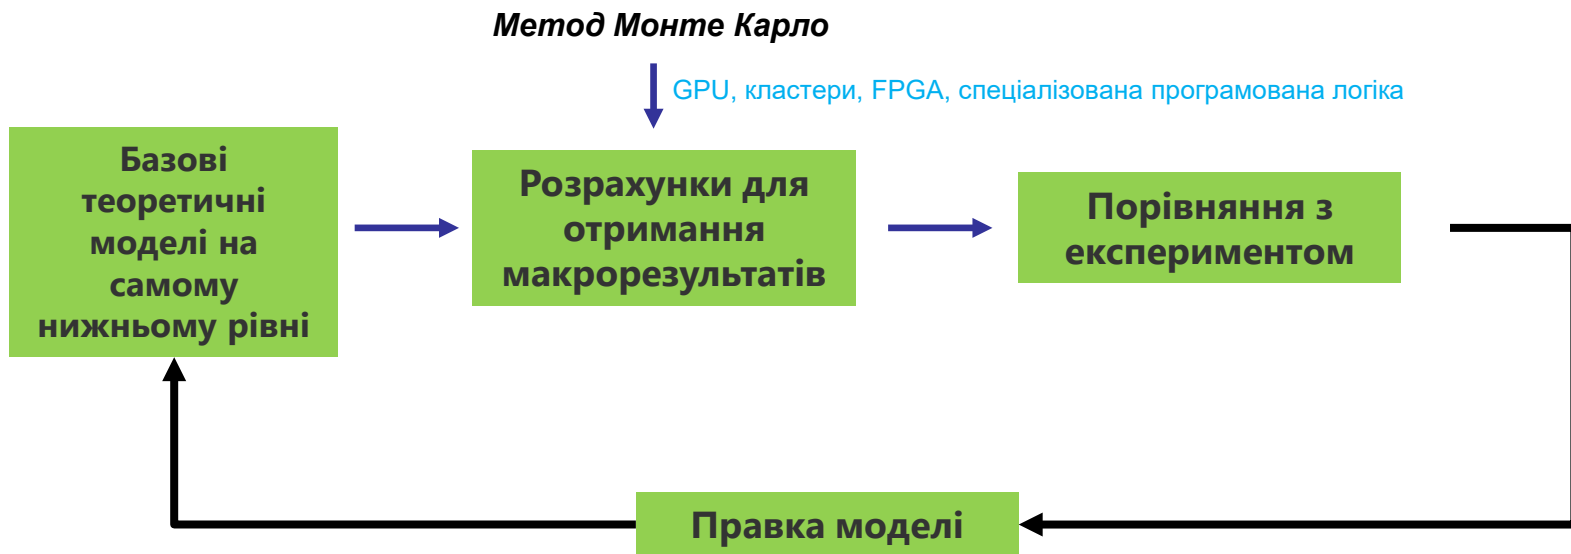 Метод Монте Карло
GPU, кластери, FPGA, спеціалізована програмована логіка
Базові
теоретичні
моделі на
самому
нижньому рівні
Розрахунки для
отримання
макрорезультатів
Порівняння з
експериментом
Правка моделі